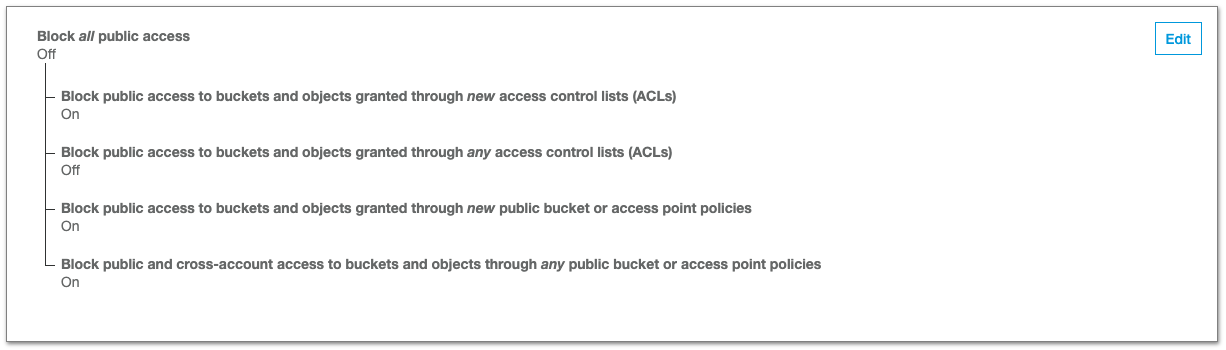 Block all public access
Edit
Off
Block public access to buckets and objects granted through new access control lists (ACLs)
On
Block public access to buckets and objects granted through any access control lists (ACLs)
Off
Block public access to buckets and objects granted through new public bucket or access point policies
On
Block public and cross-account access to buckets and objects through any public bucket or access point policies
On